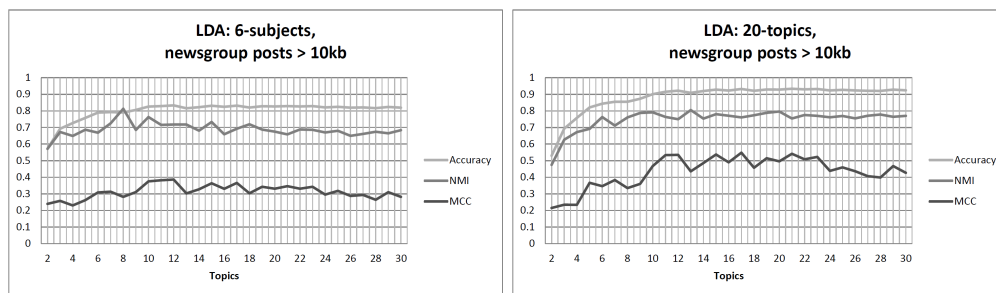 LDA: 6-subjects,
newsgroup posts > 10kb
1
0.9
0.8
0.7
0.6
0.5
0.4
0.3
0.2
0.1
0
2 4 6 8 10 12 14 16 18 20 22 24 26 28 30
Topics
Accuracy
NMI
MCC
LDA: 20-topics,
newsgroup posts > 10kb
1
0.9
0.8
0.7
0.6
0.5
0.4
0.3
0.2
0.1
0
2 4 6 8 10 12 14 16 18 20 22 24 26 28 30
Topics
Accuracy
NMI
MCC